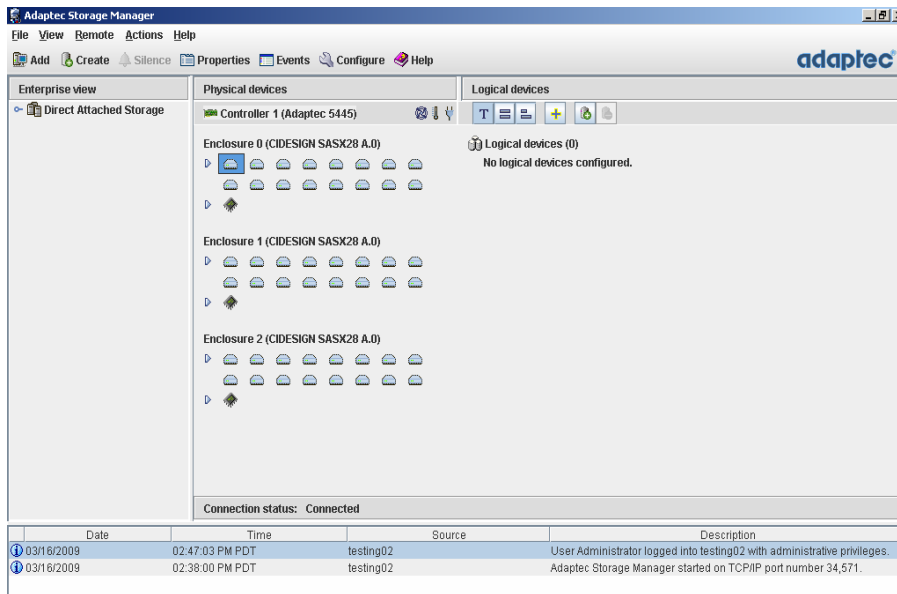 Adaptec Storage Manager
File View Remote Actions Help
Add Create Silence Properties Events Configure Help
adaptec
Enterprise view
Direct Attached Storage
Physical devices
Controller 1 (Adaptec 5445)
Enclosure 0 (CIDESIGN SASX28 A.0)
Enclosure 1 (CIDESIGN SASX28 A.0)
Enclosure 2 (CIDESIGN SASX28 A.0)
Connection status: Connected
Logical devices
T
Logical devices (0)
No logical devices configured.
Date Time Source Description
03/16/2009 02:47:03 PM PDT testing02 User Administrator logged into testing02 with administrative privileges.
03/16/2009 02:38:00 PM PDT testing02 Adaptec Storage Manager started on TCP/IP port number 34,571.